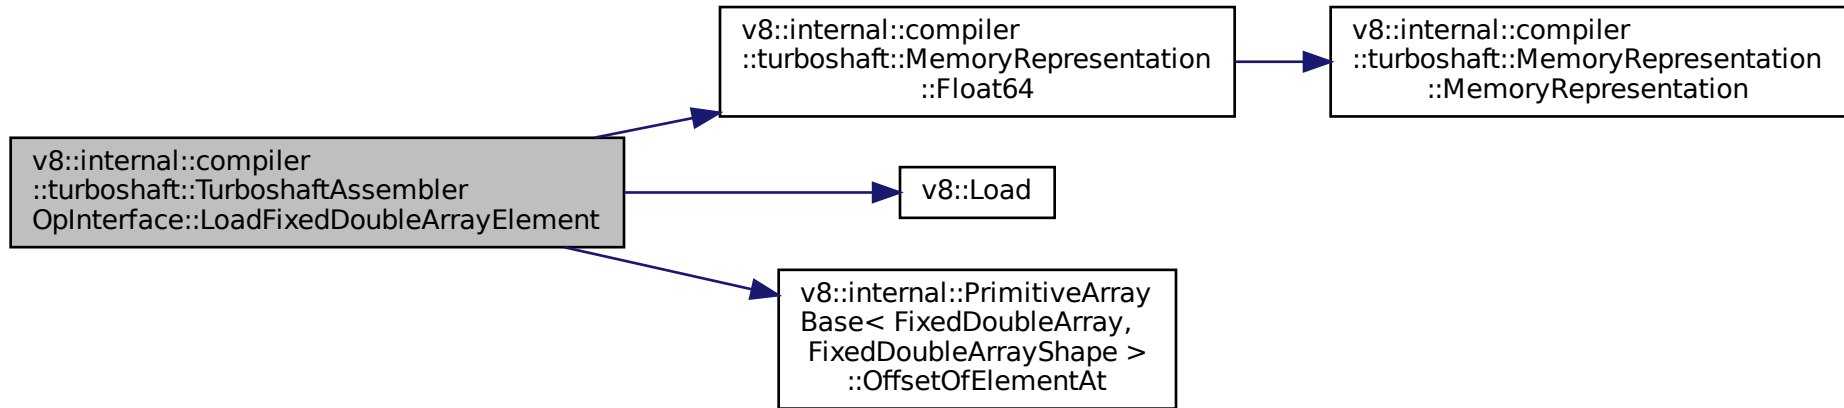 v8::internal::compiler
::turboshaft::TurboshaftAssembler
OpInterface::LoadFixedDoubleArrayElement
v8::internal::compiler
::turboshaft::MemoryRepresentation
::Float64
v8::internal::compiler
::turboshaft::MemoryRepresentation
::MemoryRepresentation
v8::Load
v8::internal::PrimitiveArray
Base< FixedDoubleArray,
FixedDoubleArrayShape >
::OffsetOfElementAt